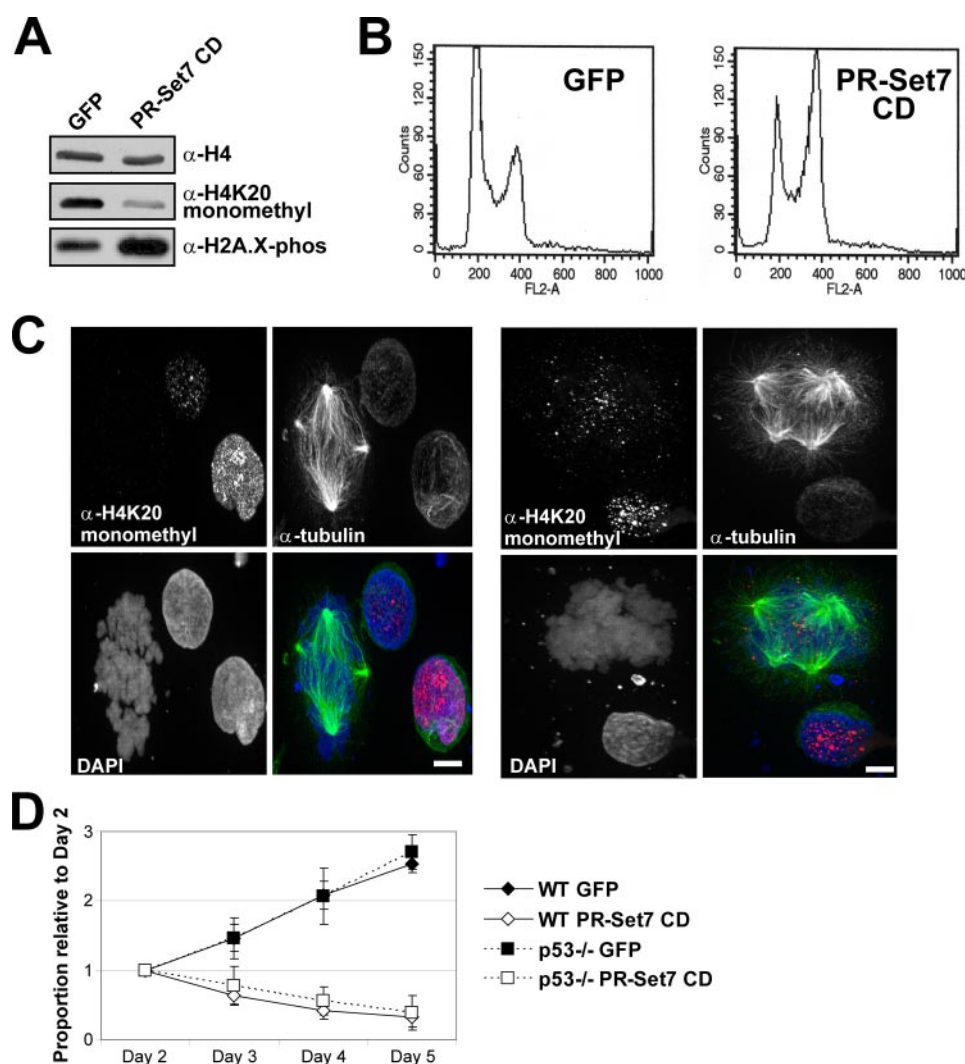 A
GFP
PR-Set7 CD
α-H4
α-H4K20
monomethyl
α-H2A.X-phos
B
GFP
Counts
150
120
90
60
30
0
0 200 400 600 800 1000
FL2-A
PR-Set7
CD
Counts
150
120
90
60
30
0
0 200 400 600 800 1000
FL2-A
C
α-H4K20
monomethyl
α-tubulin
DAPI
α-H4K20
monomethyl
α-tubulin
DAPI
D
Proportion relative to Day 2
3
2
1
0
Day 2 Day 3 Day 4 Day 5
WT GFP
WT PR-Set7 CD
p53-/- GFP
p53-/- PR-Set7 CD